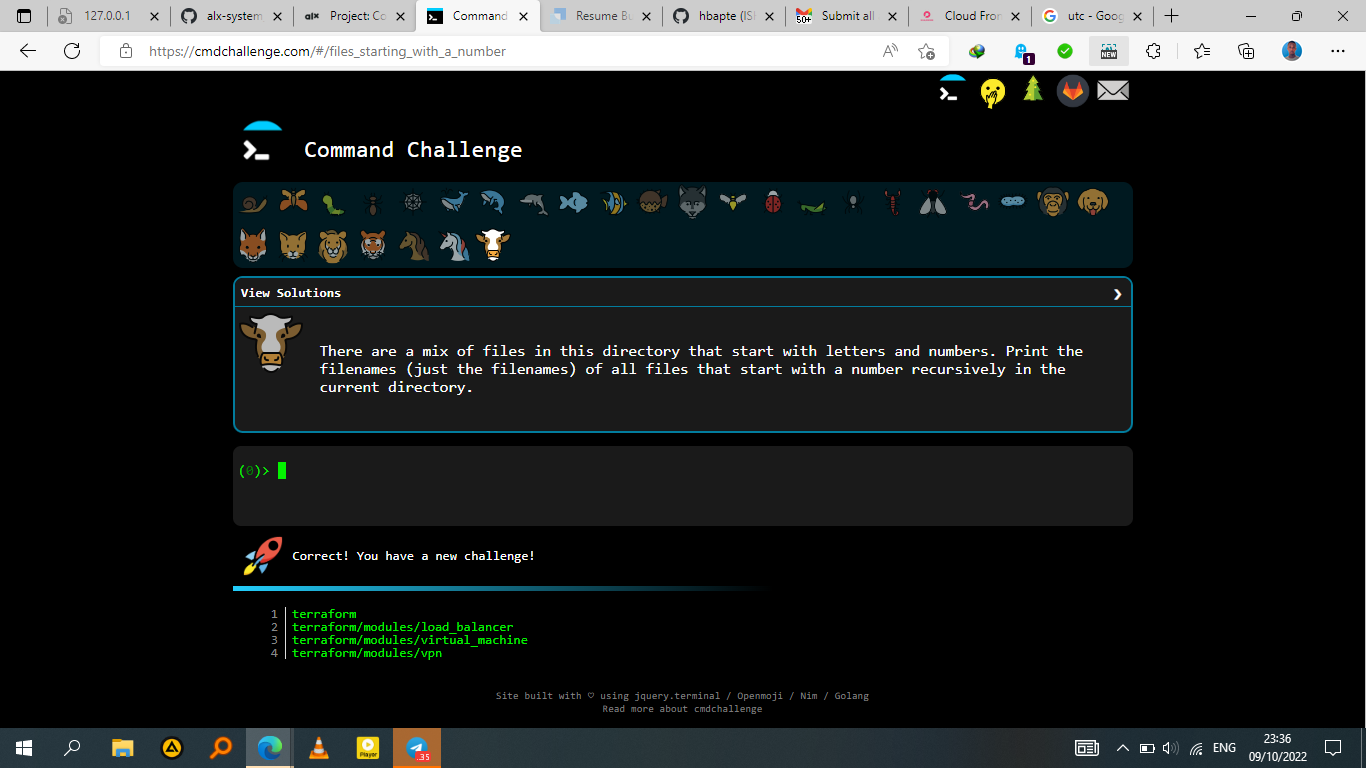 127.0.0.1
alx-system
alx
Project: Co
Command
Resume Bu
hbapte (IS
50+
Submit all
Cloud Fron
utc - Goog
https://cmdchallenge.com/#/files_starting_with_a_number
1
NEW
Command Challenge
View Solutions
There are a mix of files in this directory that start with letters and numbers. Print the
filenames (just the filenames) of all files that start with a number recursively in the
current directory.
(0)>
Correct! You have a new challenge!
1 terraform
2 terraform/modules/load_balancer
3 terraform/modules/virtual_machine
4 terraform/modules/vpn
Site built with ♡ using jquery.terminal / Openmoji / Nim / Golang
Read more about cmdchallenge
Player
35
ENG
23:36
09/10/2022